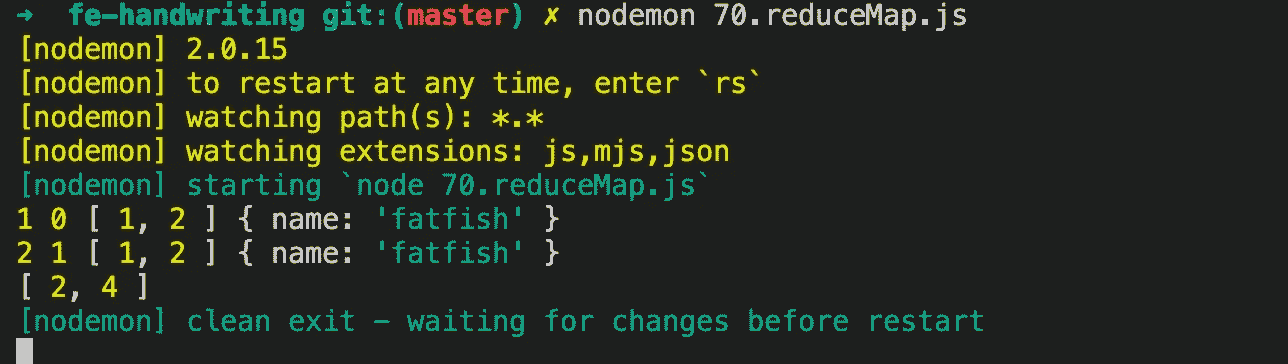 → fe-handwriting git:(master) ✗ nodemon 70.reduceMap.js
[nodemon] 2.0.15
[nodemon] to restart at any time, enter `rs`
[nodemon] watching path(s): *.*
[nodemon] watching extensions: js,mjs,json
[nodemon] starting `node 70.reduceMap.js`
1 0 [ 1, 2 ] { name: 'fatfish' }
2 1 [ 1, 2 ] { name: 'fatfish' }
[ 2, 4 ]
[nodemon] clean exit - waiting for changes before restart